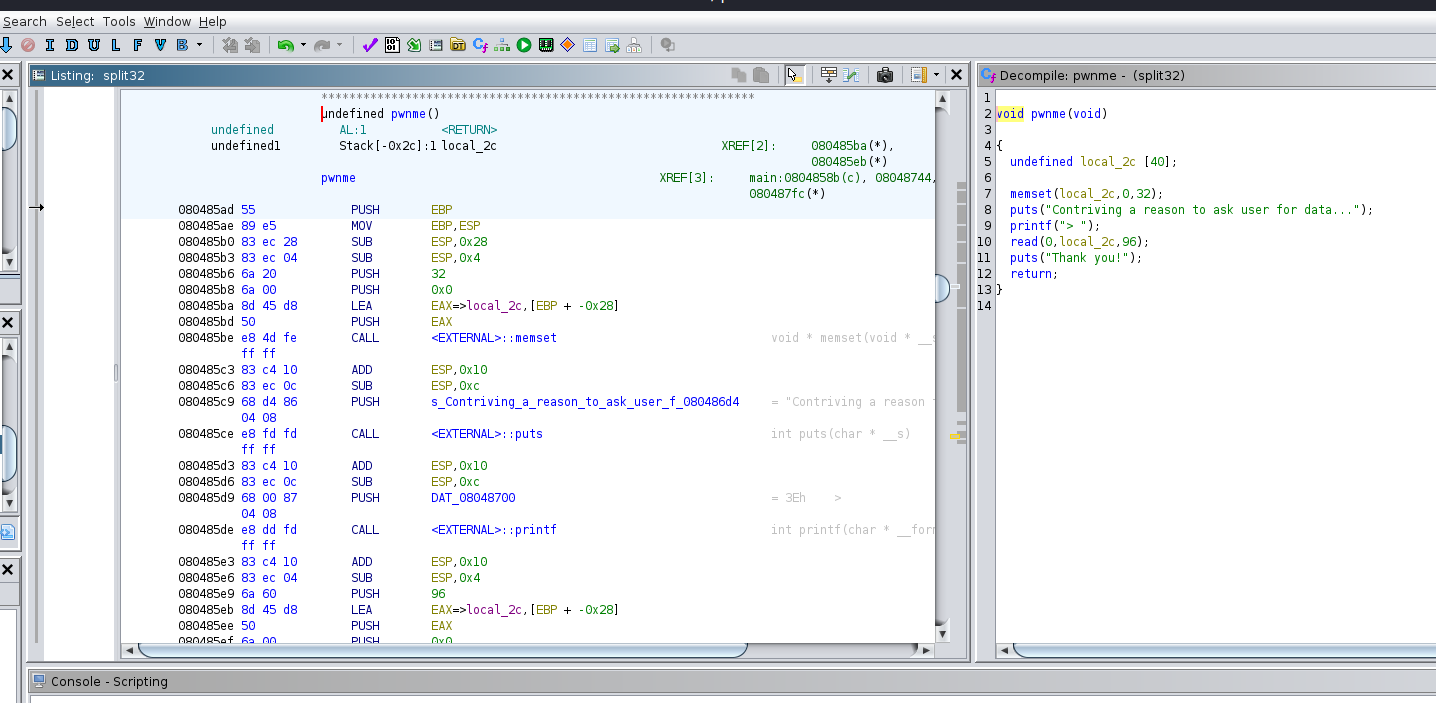 Search Select Tools Window Help
I D U L F V B
Listing: split32
**************************************************************
undefined pwnme()
undefined AL:1 <RETURN>
undefined1 Stack[-0x2c]:1 local_2c XREF[2]: 080485ba(*),
080485eb(*)
pwnme XREF[3]: main:0804858b(c), 08048744,
080487fc(*)
080485ad 55 PUSH EBP
080485ae 89 e5 MOV EBP,ESP
080485b0 83 ec 28 SUB ESP,0x28
080485b3 83 ec 04 SUB ESP,0x4
080485b6 6a 20 PUSH 32
080485b8 6a 00 PUSH 0x0
080485ba 8d 45 d8 LEA EAX=>local_2c,[EBP + -0x28]
080485bd 50 PUSH EAX
080485be e8 4d fe CALL <EXTERNAL>::memset void * memset(void * __s
ff ff
080485c3 83 c4 10 ADD ESP,0x10
080485c6 83 ec 0c SUB ESP,0xc
080485c9 68 d4 86 PUSH s_Contriving_a_reason_to_ask_user_f_080486d4 = "Contriving a reason
04 08
080485ce e8 fd fd CALL <EXTERNAL>::puts int puts(char * __s)
ff ff
080485d3 83 c4 10 ADD ESP,0x10
080485d6 83 ec 0c SUB ESP,0xc
080485d9 68 00 87 PUSH DAT_08048700 = 3Eh >
04 08
080485de e8 dd fd CALL <EXTERNAL>::printf int printf(char * __for
ff ff
080485e3 83 c4 10 ADD ESP,0x10
080485e6 83 ec 04 SUB ESP,0x4
080485e9 6a 60 PUSH 96
080485eb 8d 45 d8 LEA EAX=>local_2c,[EBP + -0x28]
080485ee 50 PUSH EAX
080485ef 6a 00 PUSH 0x0
Decompile: pwnme - (split32)
1
2 void pwnme(void)
3
4 {
5 undefined local_2c [40];
6
7 memset(local_2c,0,32);
8 puts("Contriving a reason to ask user for data...");
9 printf("> ");
10 read(0,local_2c,96);
11 puts("Thank you!");
12 return;
13 }
14
Console - Scripting